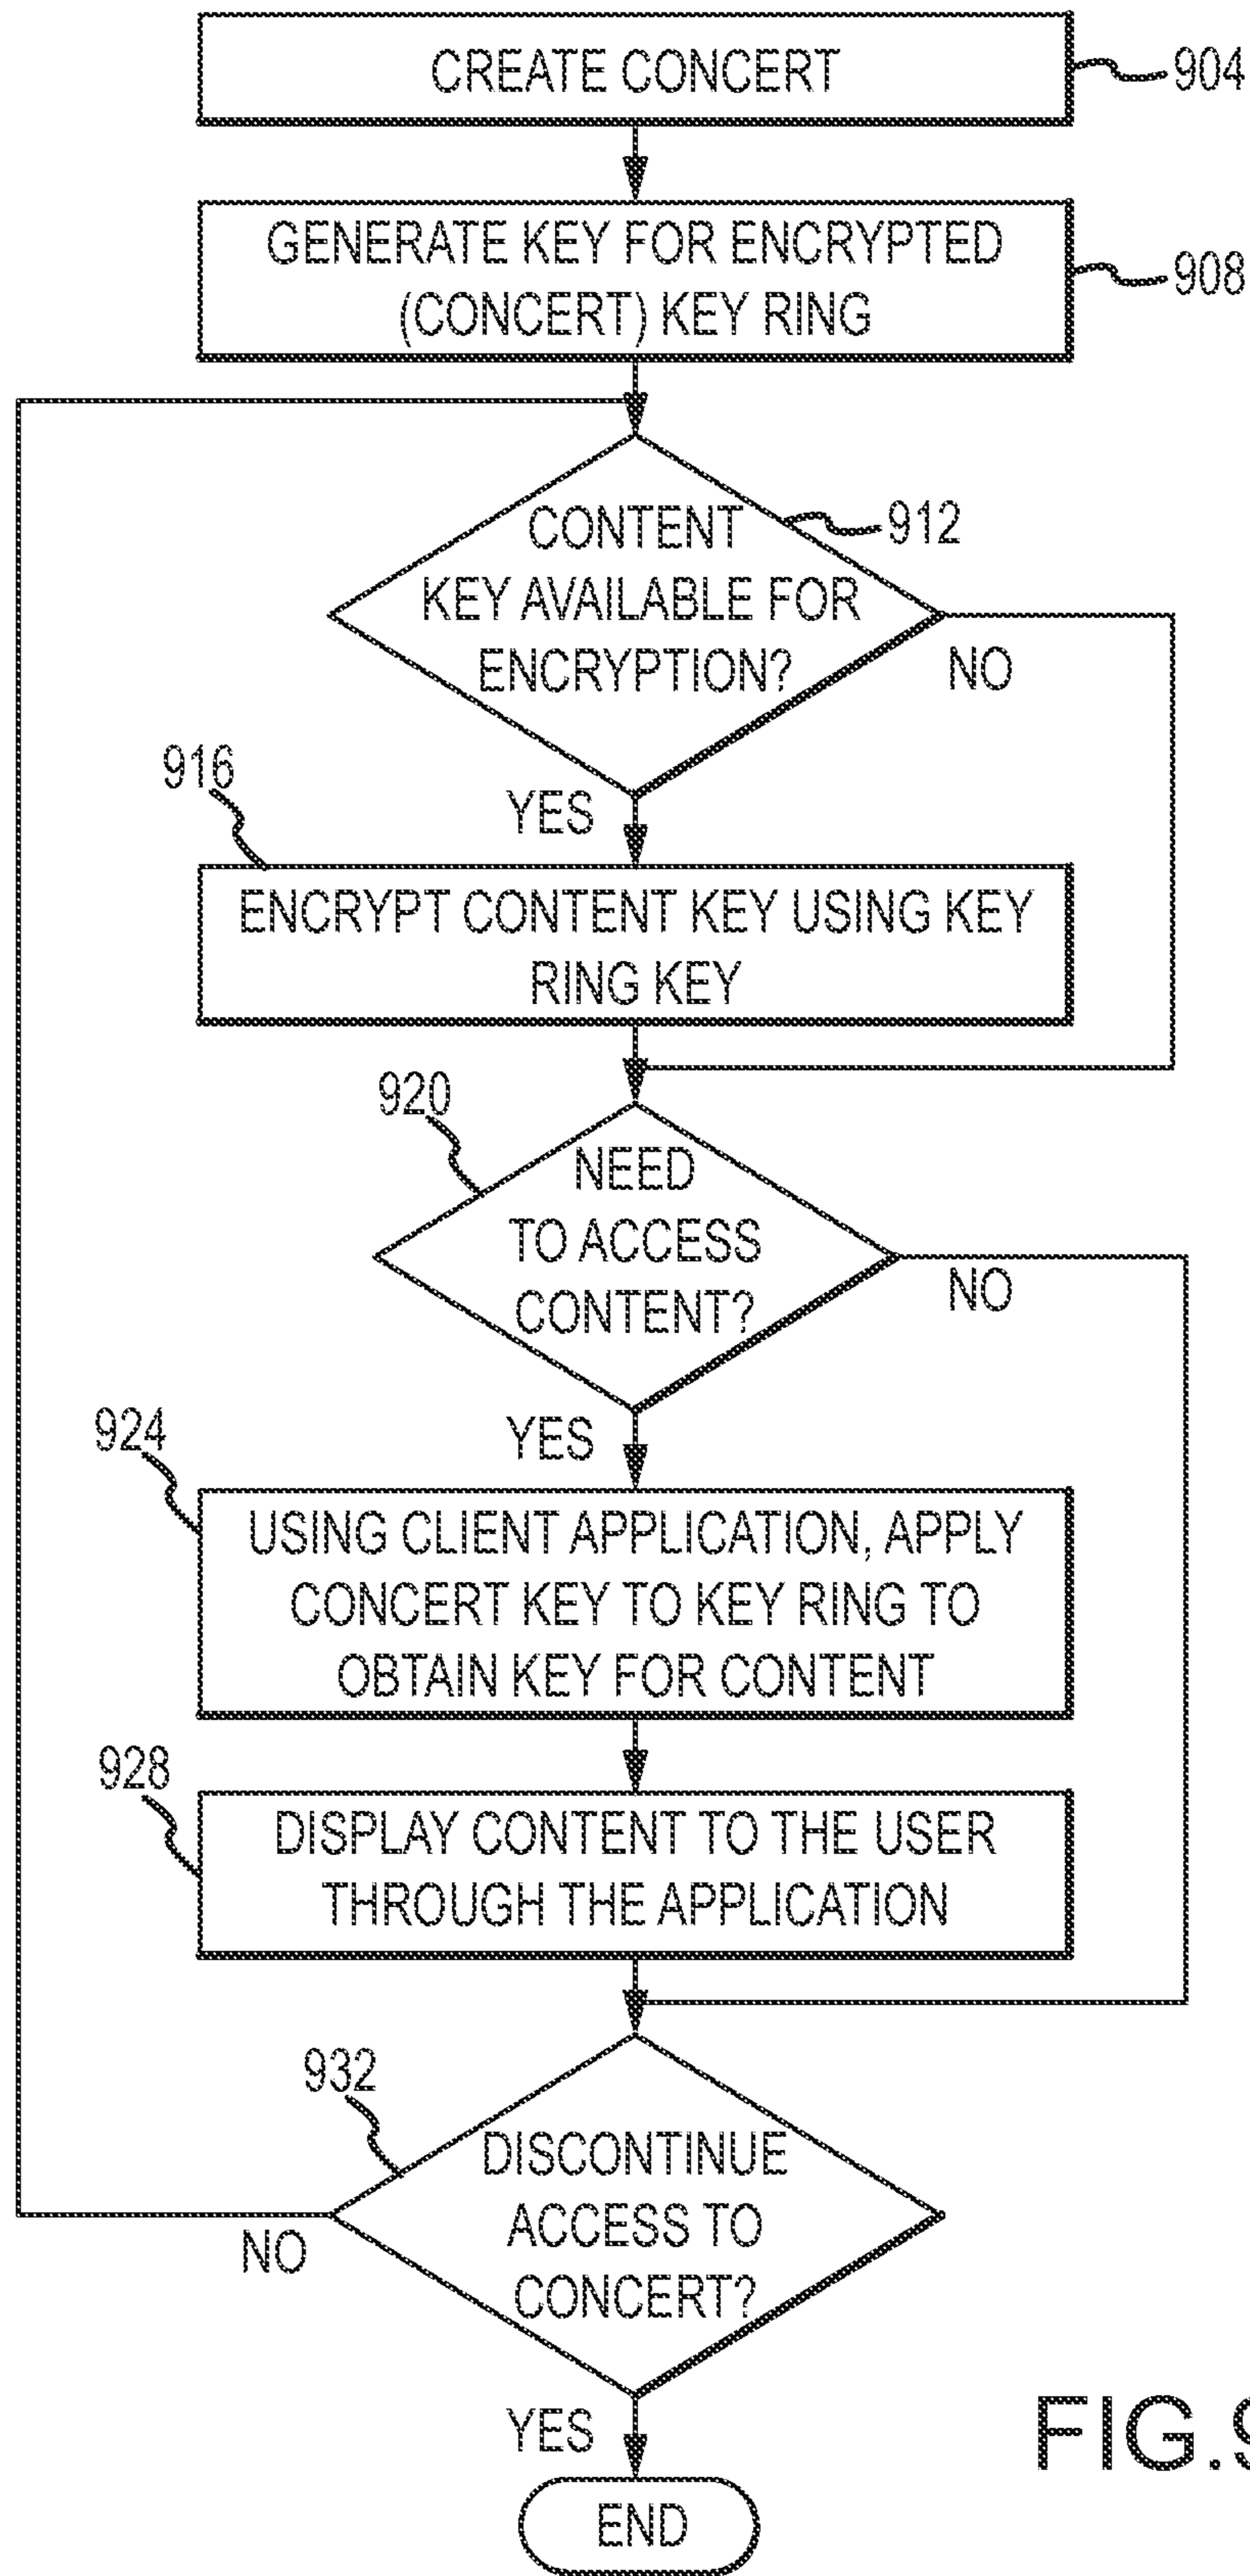 CREATE CONCERT
904
GENERATE KEY FOR ENCRYPTED
(CONCERT) KEY RING
908
CONTENT
KEY AVAILABLE FOR
ENCRYPTION?
912
NO
YES
916
ENCRYPT CONTENT KEY USING KEY
RING KEY
920
NEED
TO ACCESS
CONTENT?
NO
YES
924
USING CLIENT APPLICATION, APPLY
CONCERT KEY TO KEY RING TO
OBTAIN KEY FOR CONTENT
928
DISPLAY CONTENT TO THE USER
THROUGH THE APPLICATION
932
DISCONTINUE
ACCESS TO
CONCERT?
NO
YES
END
FIG.9